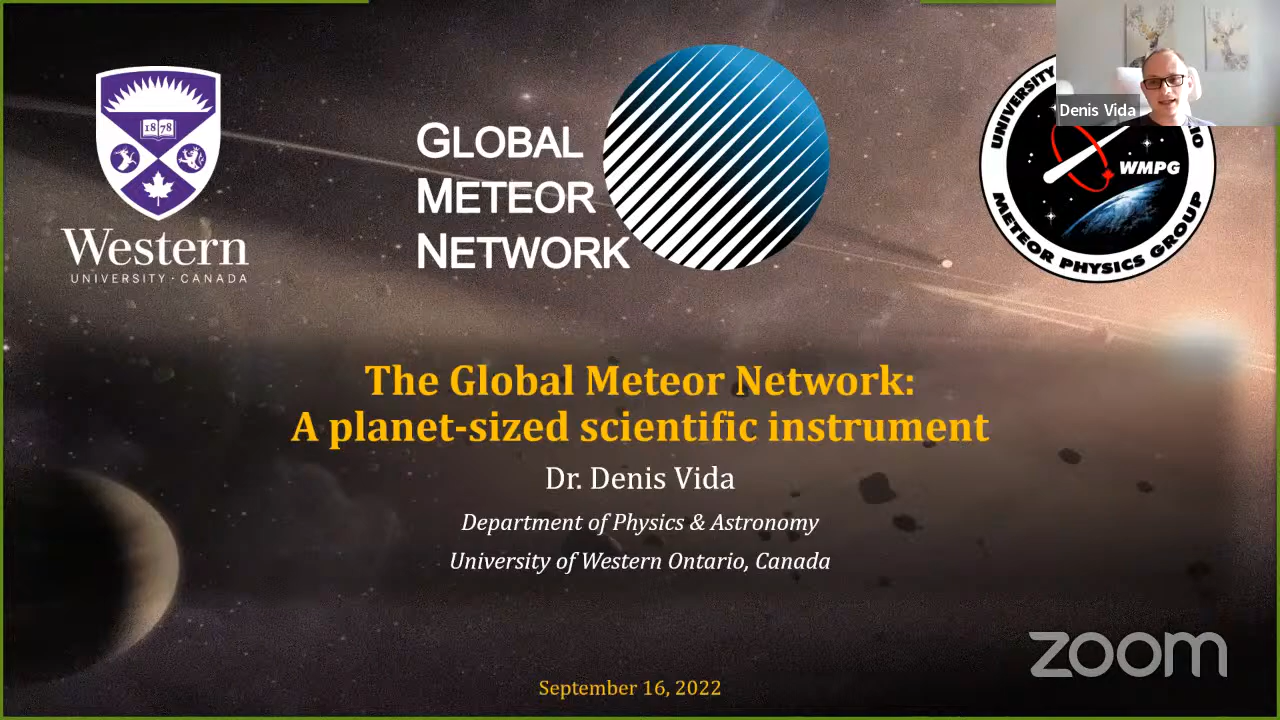 1878
Western
UNIVERSITY · CANADA
GLOBAL
METEOR
NETWORK
UNIVERSITY
WMPG
METEOR PHYSICS GROUP
Denis Vida
The Global Meteor Network:
A planet-sized scientific instrument
Dr. Denis Vida
Department of Physics & Astronomy
University of Western Ontario, Canada
zoom
September 16, 2022